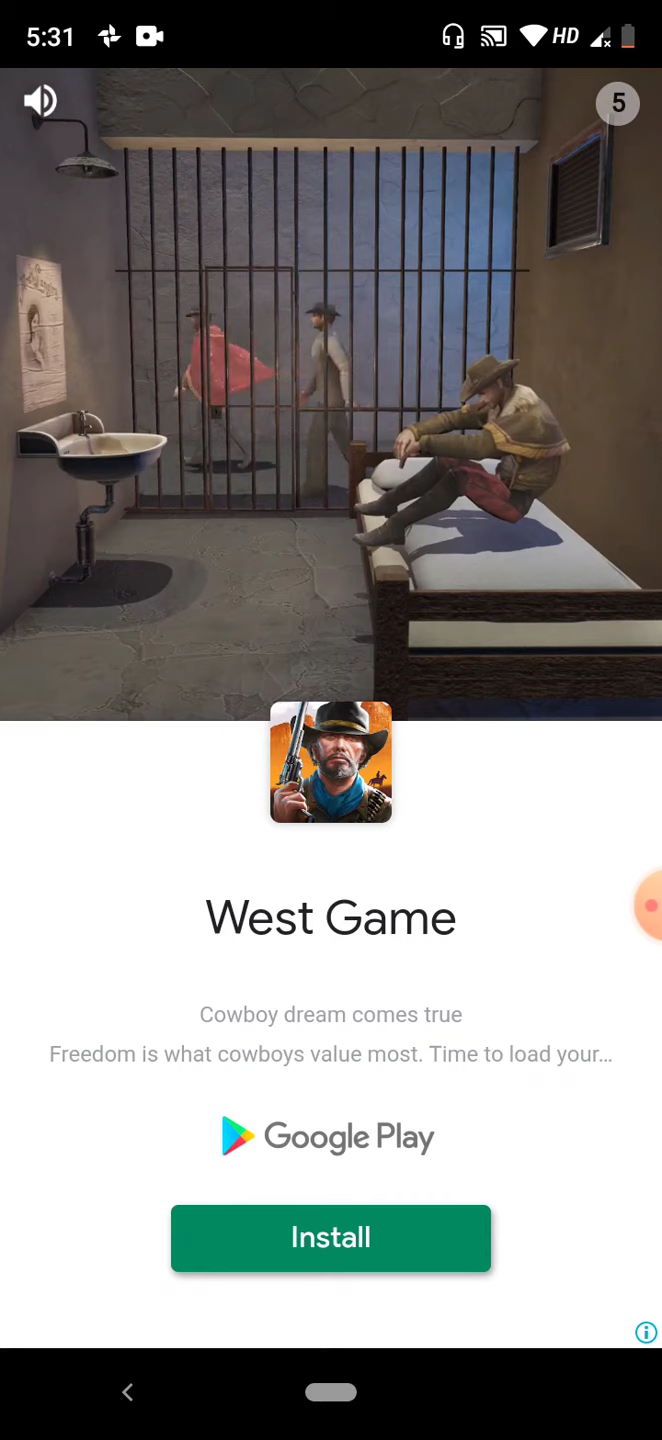 5:31
HD
5
West Game
Cowboy dream comes true
Freedom is what cowboys value most. Time to load your...
Google Play
Install